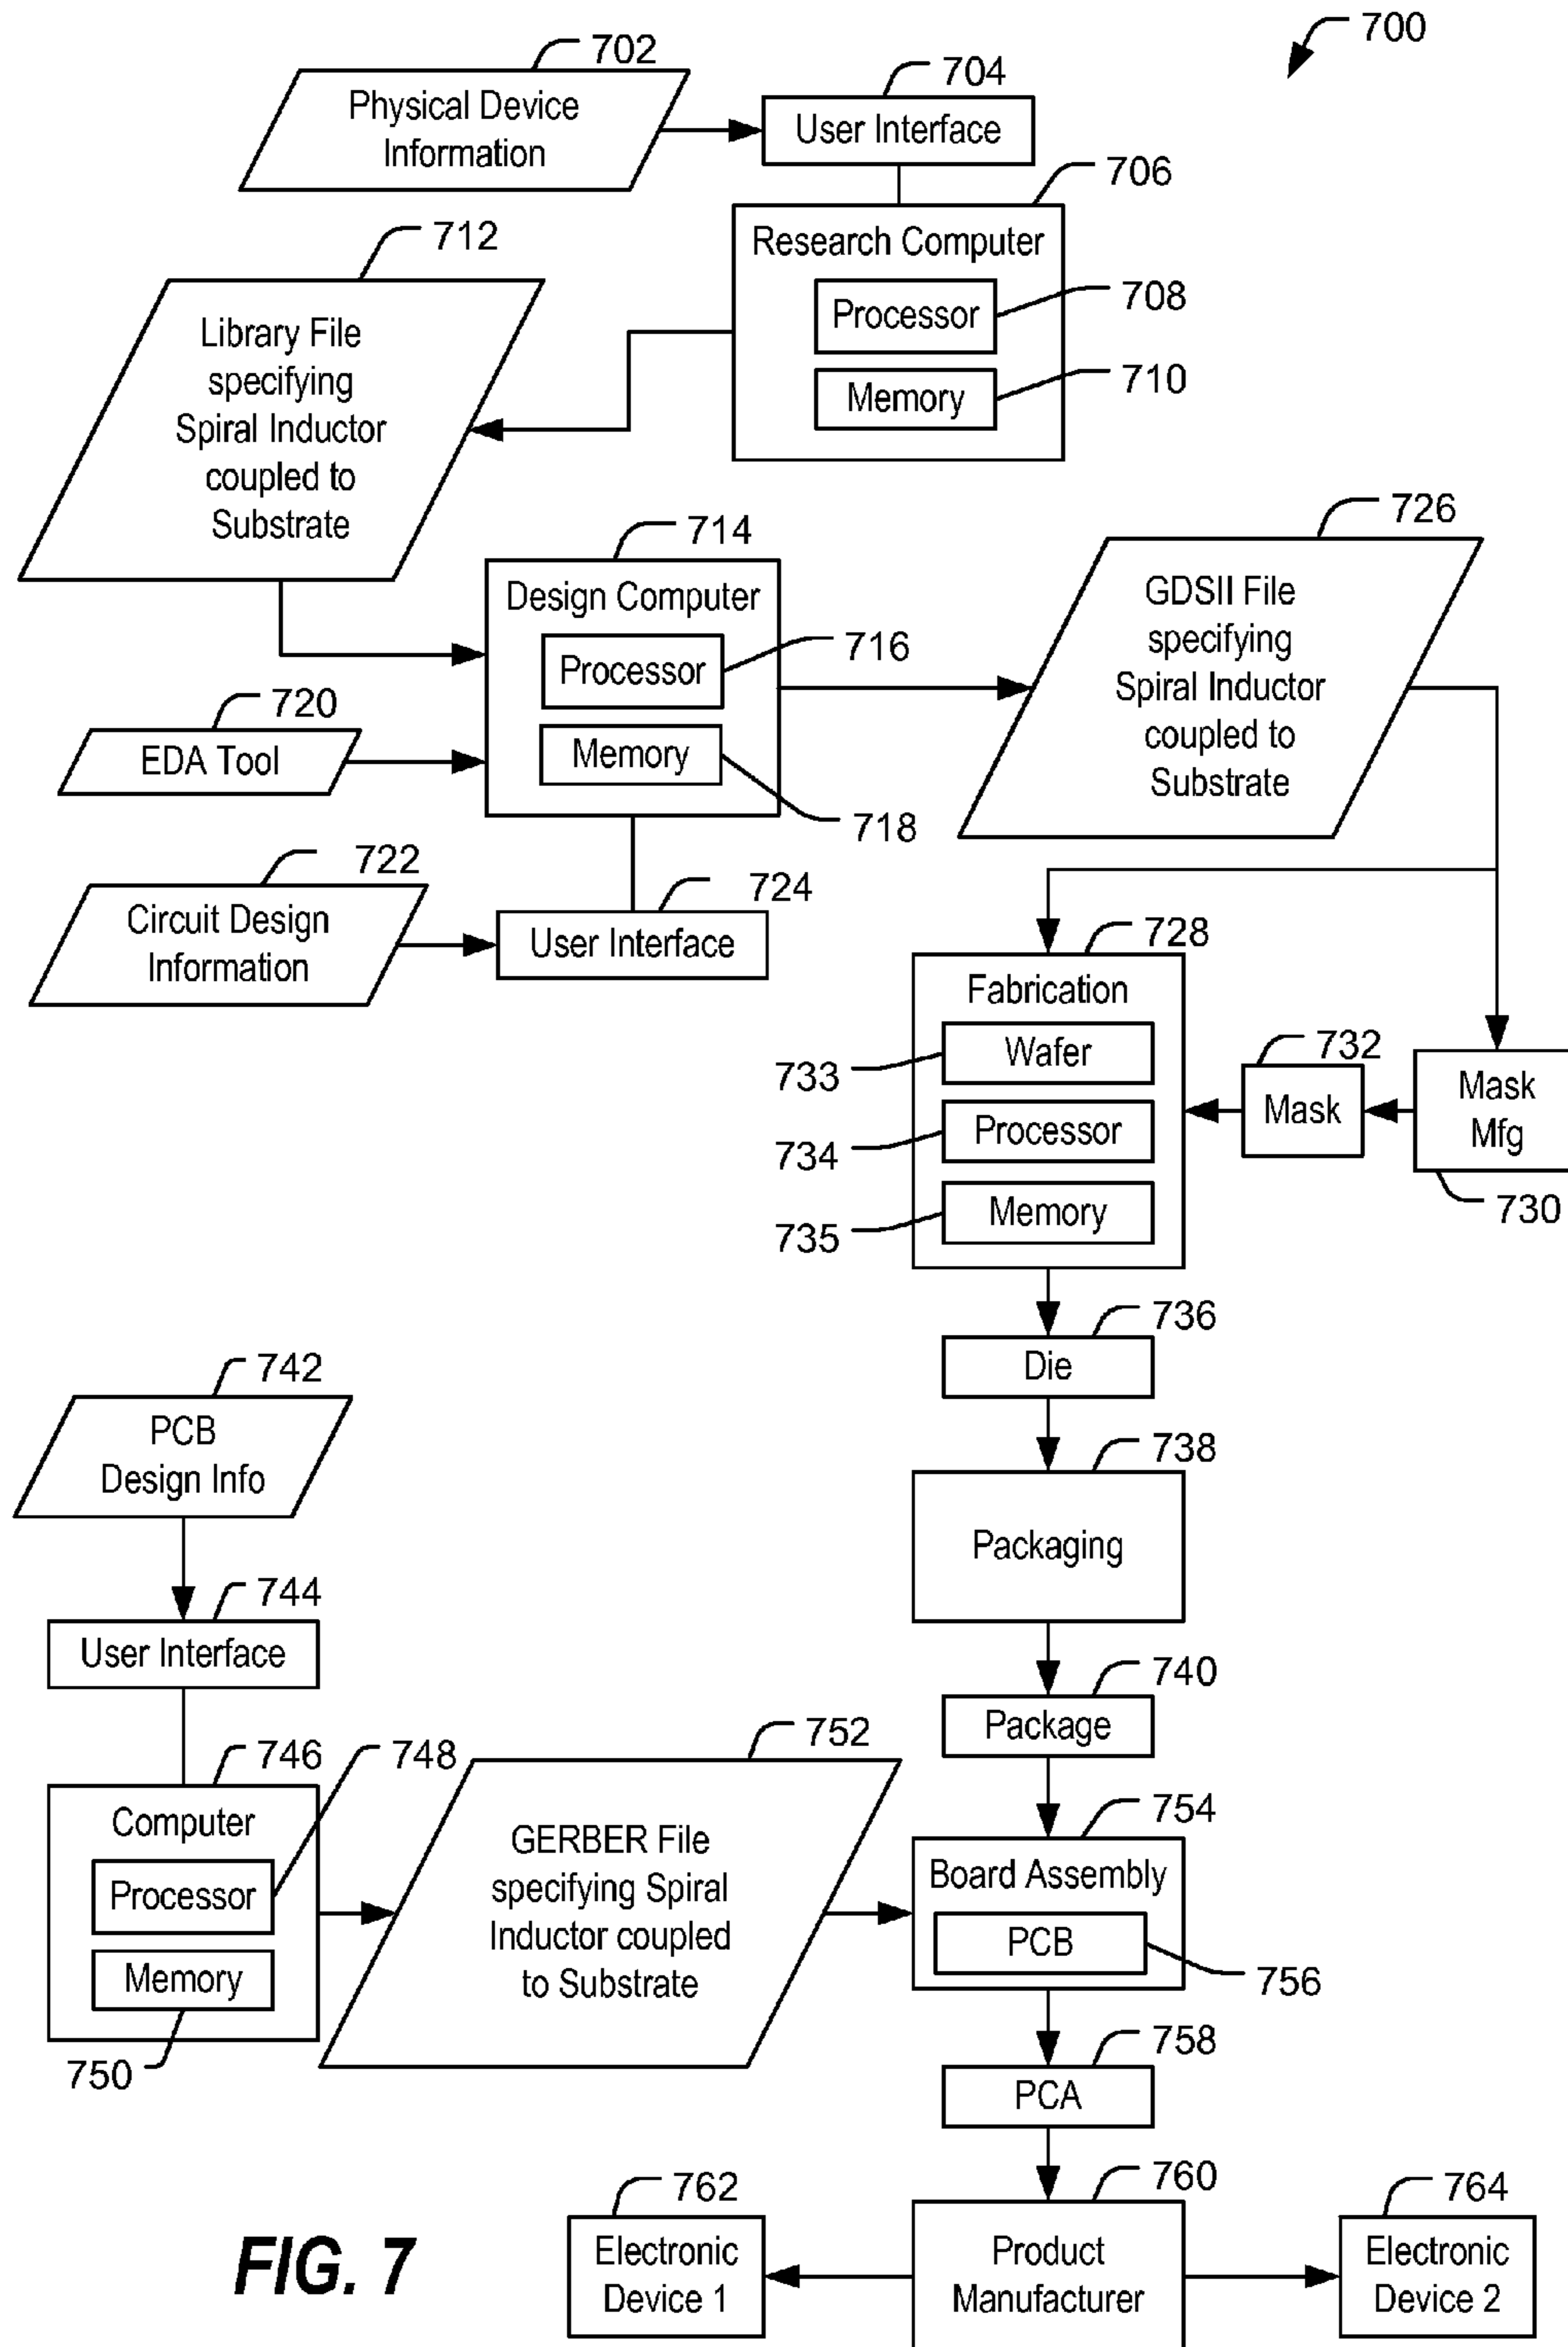 700
702
Physical Device
Information
704
User Interface
706
Research Computer
Processor
708
Memory
710
712
Library File
specifying
Spiral Inductor
coupled to
Substrate
714
Design Computer
Processor
716
Memory
718
720
EDA Tool
722
Circuit Design
Information
724
User Interface
726
GDSII File
specifying
Spiral Inductor
coupled to
Substrate
728
Fabrication
733
Wafer
734
Processor
735
Memory
732
Mask
Mask
Mfg
730
736
Die
738
Packaging
740
Package
742
PCB
Design Info
744
User Interface
746
748
Computer
Processor
Memory
750
752
GERBER File
specifying Spiral
Inductor coupled
to Substrate
754
Board Assembly
PCB
756
758
PCA
760
Product
Manufacturer
762
Electronic
Device 1
764
Electronic
Device 2
FIG. 7